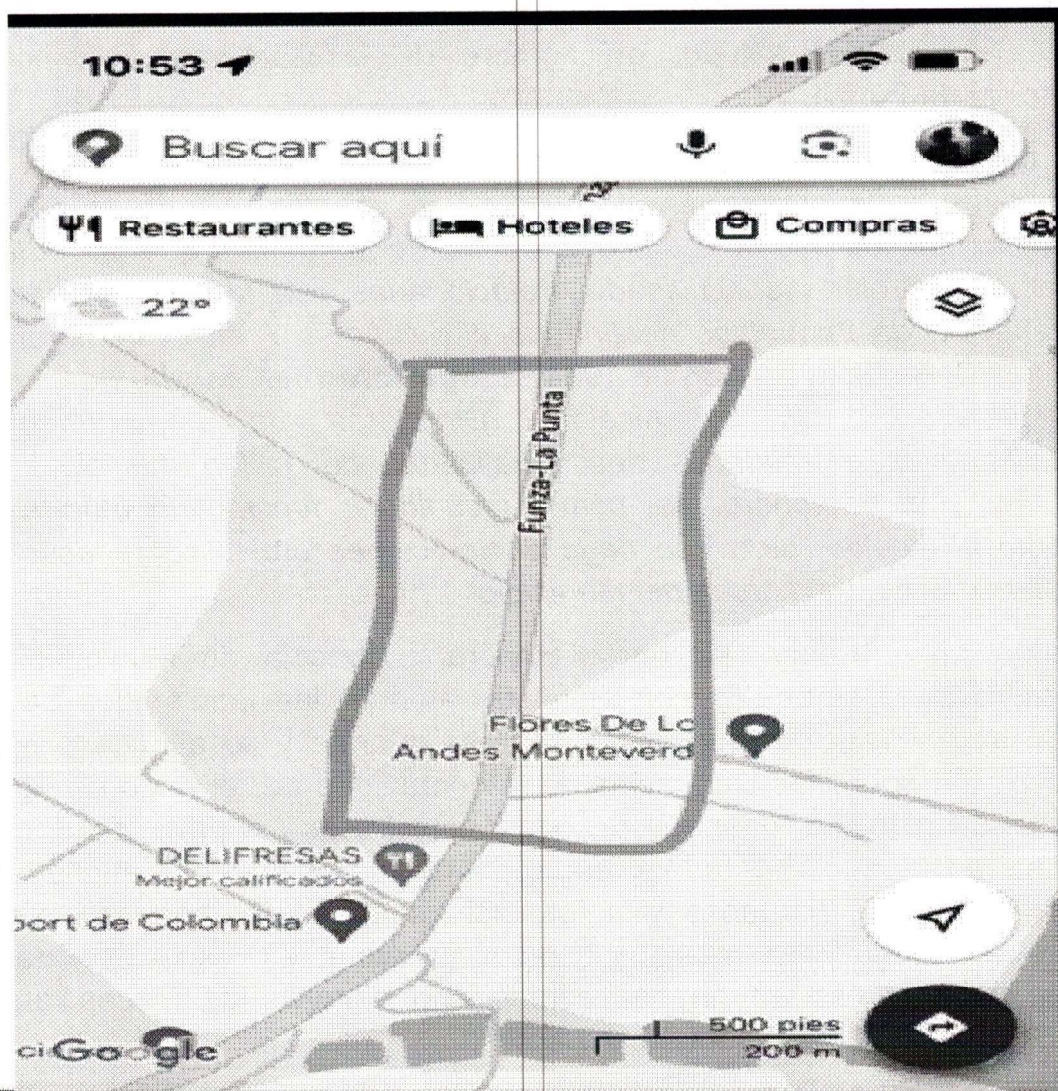 10:53
Buscar aquí
Restaurantes
Hoteles
Compras
22°
Funza-La Punta
Flores De Lo
Andes Monteverd
DELIFRESAS
Mejor calificados
port de Colombia
ci
Google
500 pies
200 m